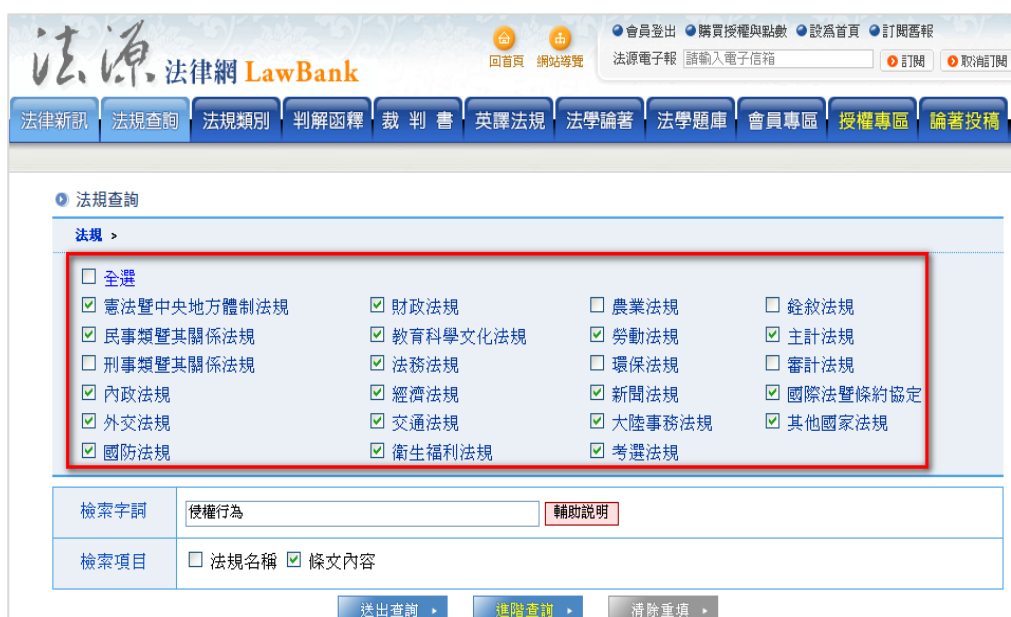 法源 法律網 LawBank
回首頁 網站導覽
會員登出 購買授權與點數 設為首頁 訂閱舊報
法源電子報 請輸入電子信箱 訂閱 取消訂閱
法律新訊 法規查詢 法規類別 判解函釋 裁判書 英譯法規 法學論著 法學題庫 會員專區 授權專區 論著投稿
法規查詢
法規 >
全選
憲法暨中央地方體制法規 財政法規 農業法規 銓敘法規
民事類暨其關係法規 教育科學文化法規 勞動法規 主計法規
刑事類暨其關係法規 法務法規 環保法規 審計法規
內政法規 經濟法規 新聞法規 國際法暨條約協定
外交法規 交通法規 大陸事務法規 其他國家法規
國防法規 衛生福利法規 考選法規
檢索字詞 侵權行為 輔助說明
檢索項目 法規名稱 條文內容
送出查詢 進階查詢 清除重填